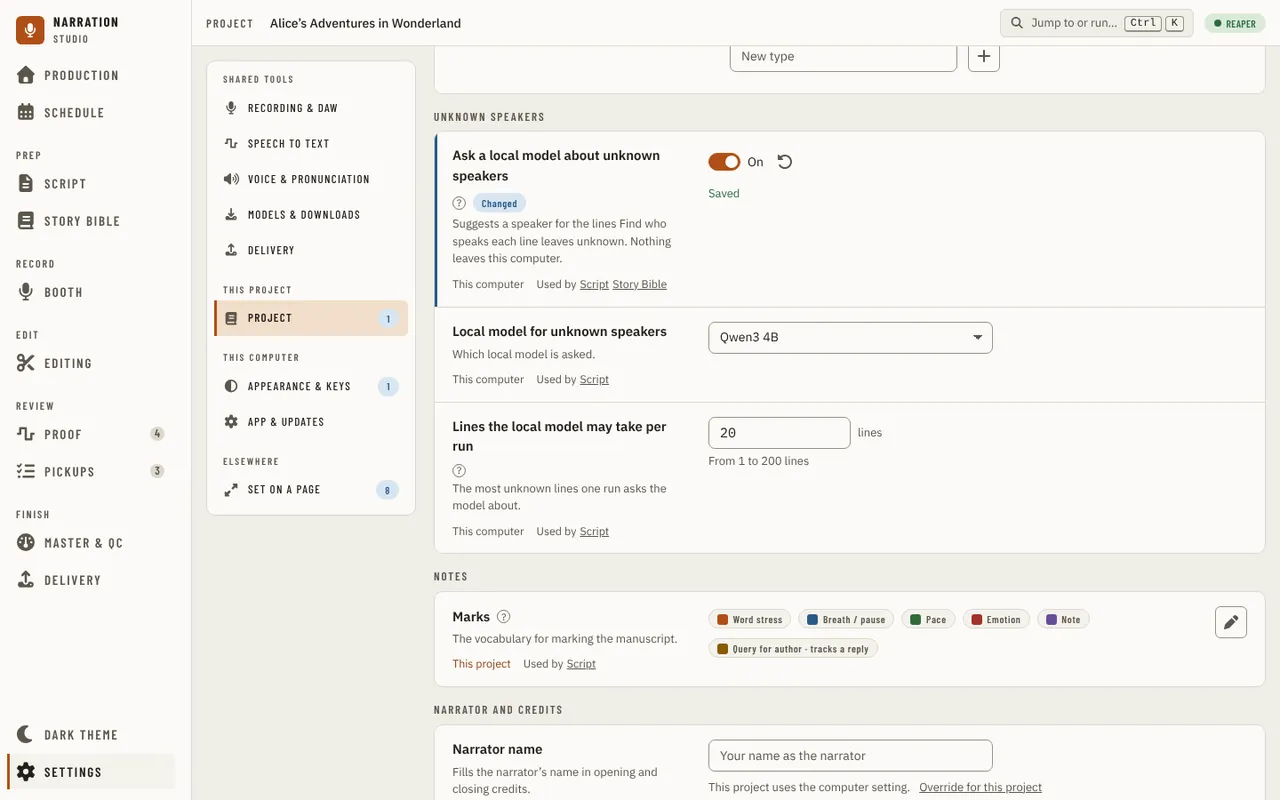 NARRATION
STUDIO
PRODUCTION
SCHEDULE
PREP
SCRIPT
STORY BIBLE
RECORD
BOOTH
EDIT
EDITING
REVIEW
PROOF 4
PICKUPS 3
FINISH
MASTER & QC
DELIVERY
DARK THEME
SETTINGS
PROJECT Alice's Adventures in Wonderland
Jump to or run... Ctrl K
REAPER
SHARED TOOLS
RECORDING & DAW
SPEECH TO TEXT
VOICE & PRONUNCIATION
MODELS & DOWNLOADS
DELIVERY
THIS PROJECT
PROJECT 1
THIS COMPUTER
APPEARANCE & KEYS 1
APP & UPDATES
ELSEWHERE
SET ON A PAGE 8
New type
UNKNOWN SPEAKERS
Ask a local model about unknown
speakers
? Changed
Suggests a speaker for the lines Find who
speaks each line leaves unknown. Nothing
leaves this computer.
This computer Used by Script Story Bible
On
Saved
Local model for unknown speakers
Which local model is asked.
This computer Used by Script
Qwen3 4B
Lines the local model may take per
run
?
The most unknown lines one run asks the
model about.
This computer Used by Script
20 lines
From 1 to 200 lines
NOTES
Marks ?
The vocabulary for marking the manuscript.
This project Used by Script
Word stress Breath / pause Pace Emotion Note
Query for author · tracks a reply
NARRATOR AND CREDITS
Narrator name
Fills the narrator's name in opening and
closing credits.
Your name as the narrator
This project uses the computer setting. Override for this project